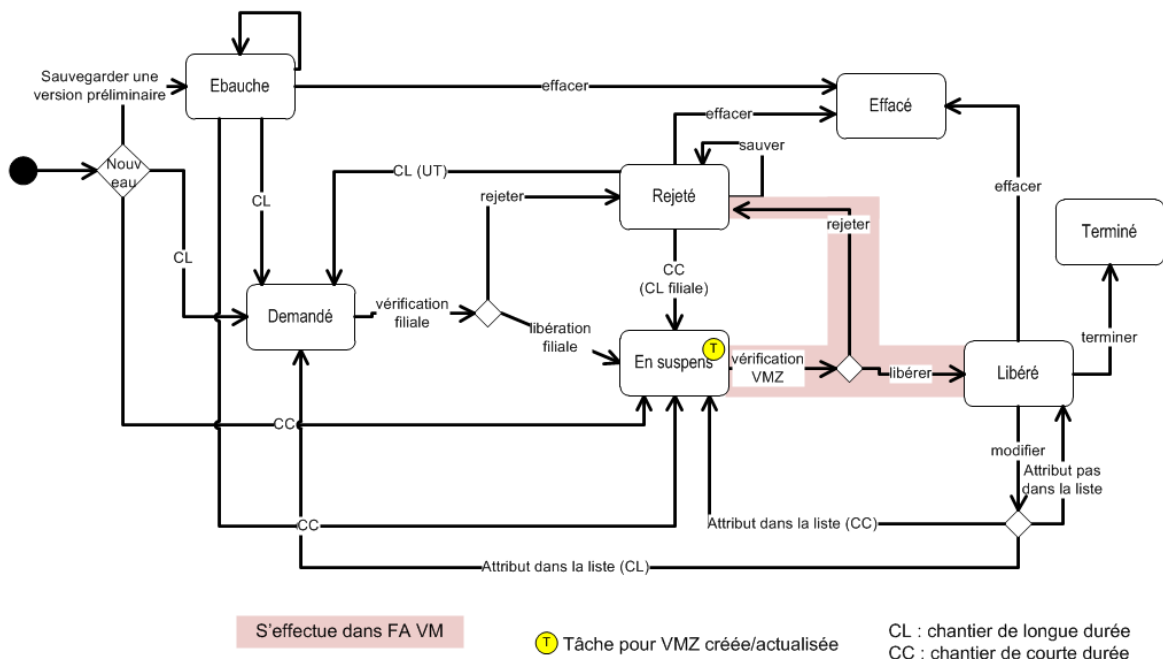 Sauvegarder une
version préliminaire
Ebauche
effacer
Effacé
effacer
sauver
Nouv
eau
CL (UT)
rejeter
Rejeté
rejeter
effacer
Terminé
CL
CL
CC
(CL filiale)
Demandé
vérification
filiale
libération
filiale
En suspens
T
vérification
VMZ
libérer
Libéré
terminer
CC
modifier
Attribut pas
dans la liste
CC
Attribut dans la liste (CC)
Attribut dans la liste (CL)
S'effectue dans FA VM
T
Tâche pour VMZ créée/actualisée
CL : chantier de longue durée
CC : chantier de courte durée